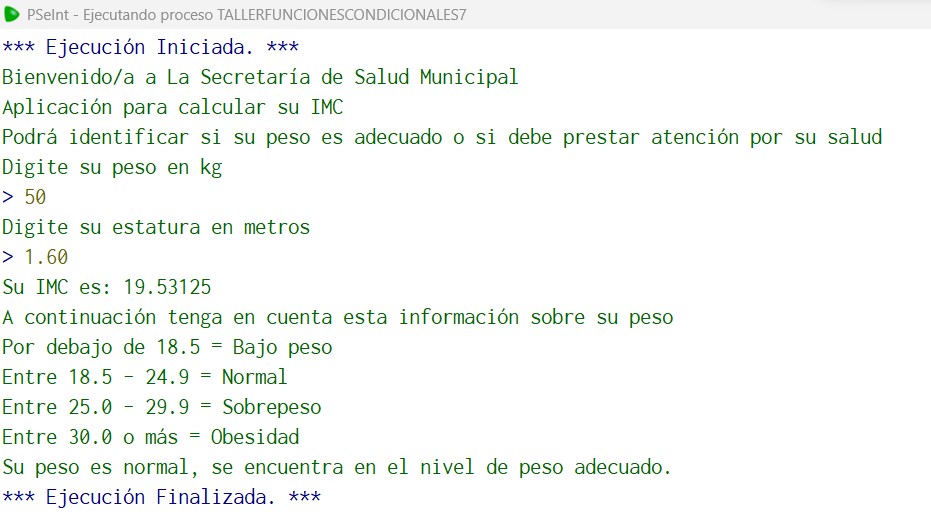 PSeInt - Ejecutando proceso TALLERFUNCIONESCONDICIONALES7
*** Ejecución Iniciada. ***
Bienvenido/a a La Secretaría de Salud Municipal
Aplicación para calcular su IMC
Podrá identificar si su peso es adecuado o si debe prestar atención por su salud
Digite su peso en kg
> 50
Digite su estatura en metros
> 1.60
Su IMC es: 19.53125
A continuación tenga en cuenta esta información sobre su peso
Por debajo de 18.5 = Bajo peso
Entre 18.5 - 24.9 = Normal
Entre 25.0 - 29.9 = Sobrepeso
Entre 30.0 o más = Obesidad
Su peso es normal, se encuentra en el nivel de peso adecuado.
*** Ejecución Finalizada. ***